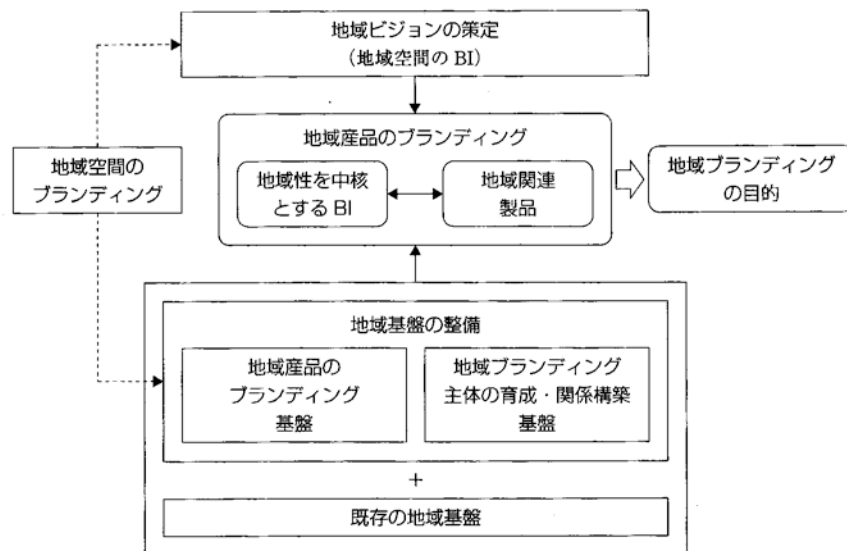 地域ビジョンの策定
(地域空間の BI)
地域空間の
ブランディング
地域産品のブランディング
地域性を中核
とする BI
地域関連
製品
地域ブランディング
の目的
地域基盤の整備
地域産品の
ブランディング
基盤
地域ブランディング
主体の育成・関係構築
基盤
+
既存の地域基盤